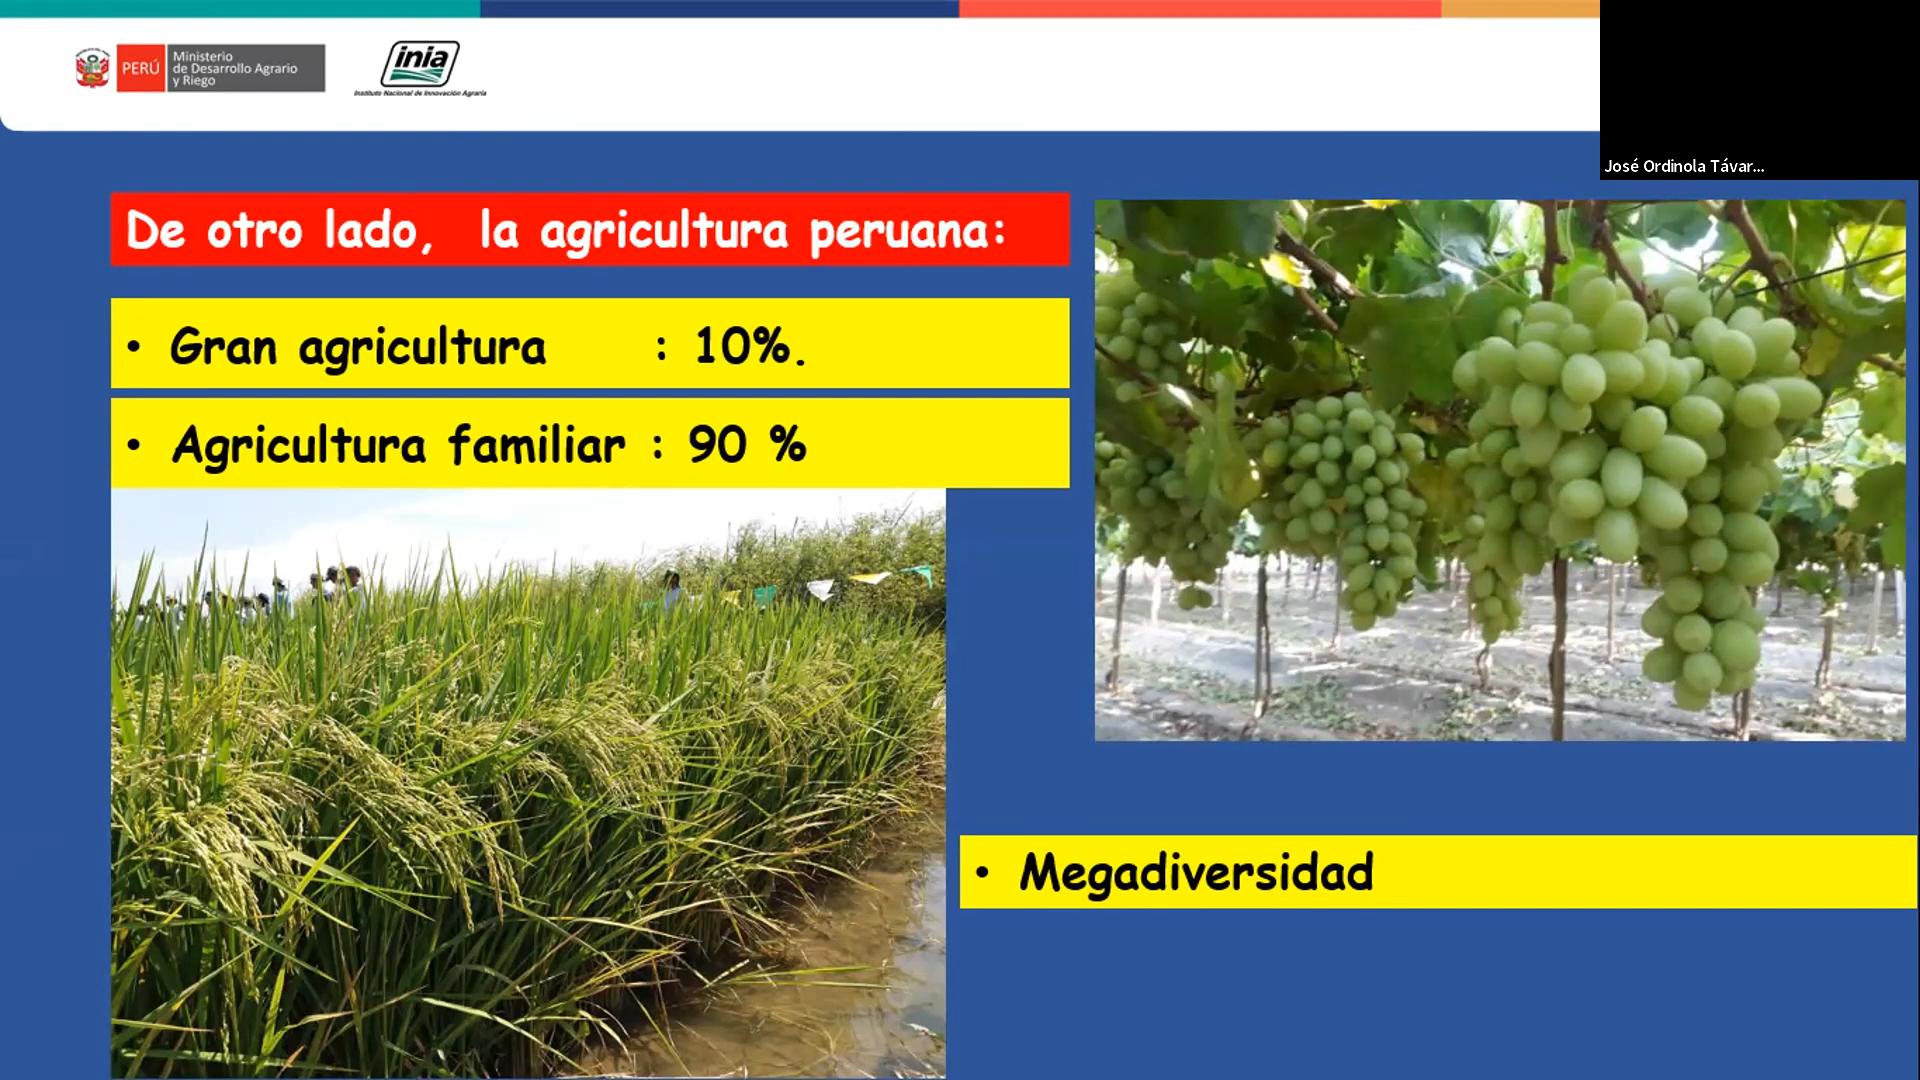 PERÚ
Ministerio
de Desarrollo Agrario
y Riego
inia
Instituto Nacional de Innovación Agraria
José Ordinola Távar...
De otro lado, la agricultura peruana:
• Gran agricultura : 10%.
• Agricultura familiar : 90 %
• Megadiversidad